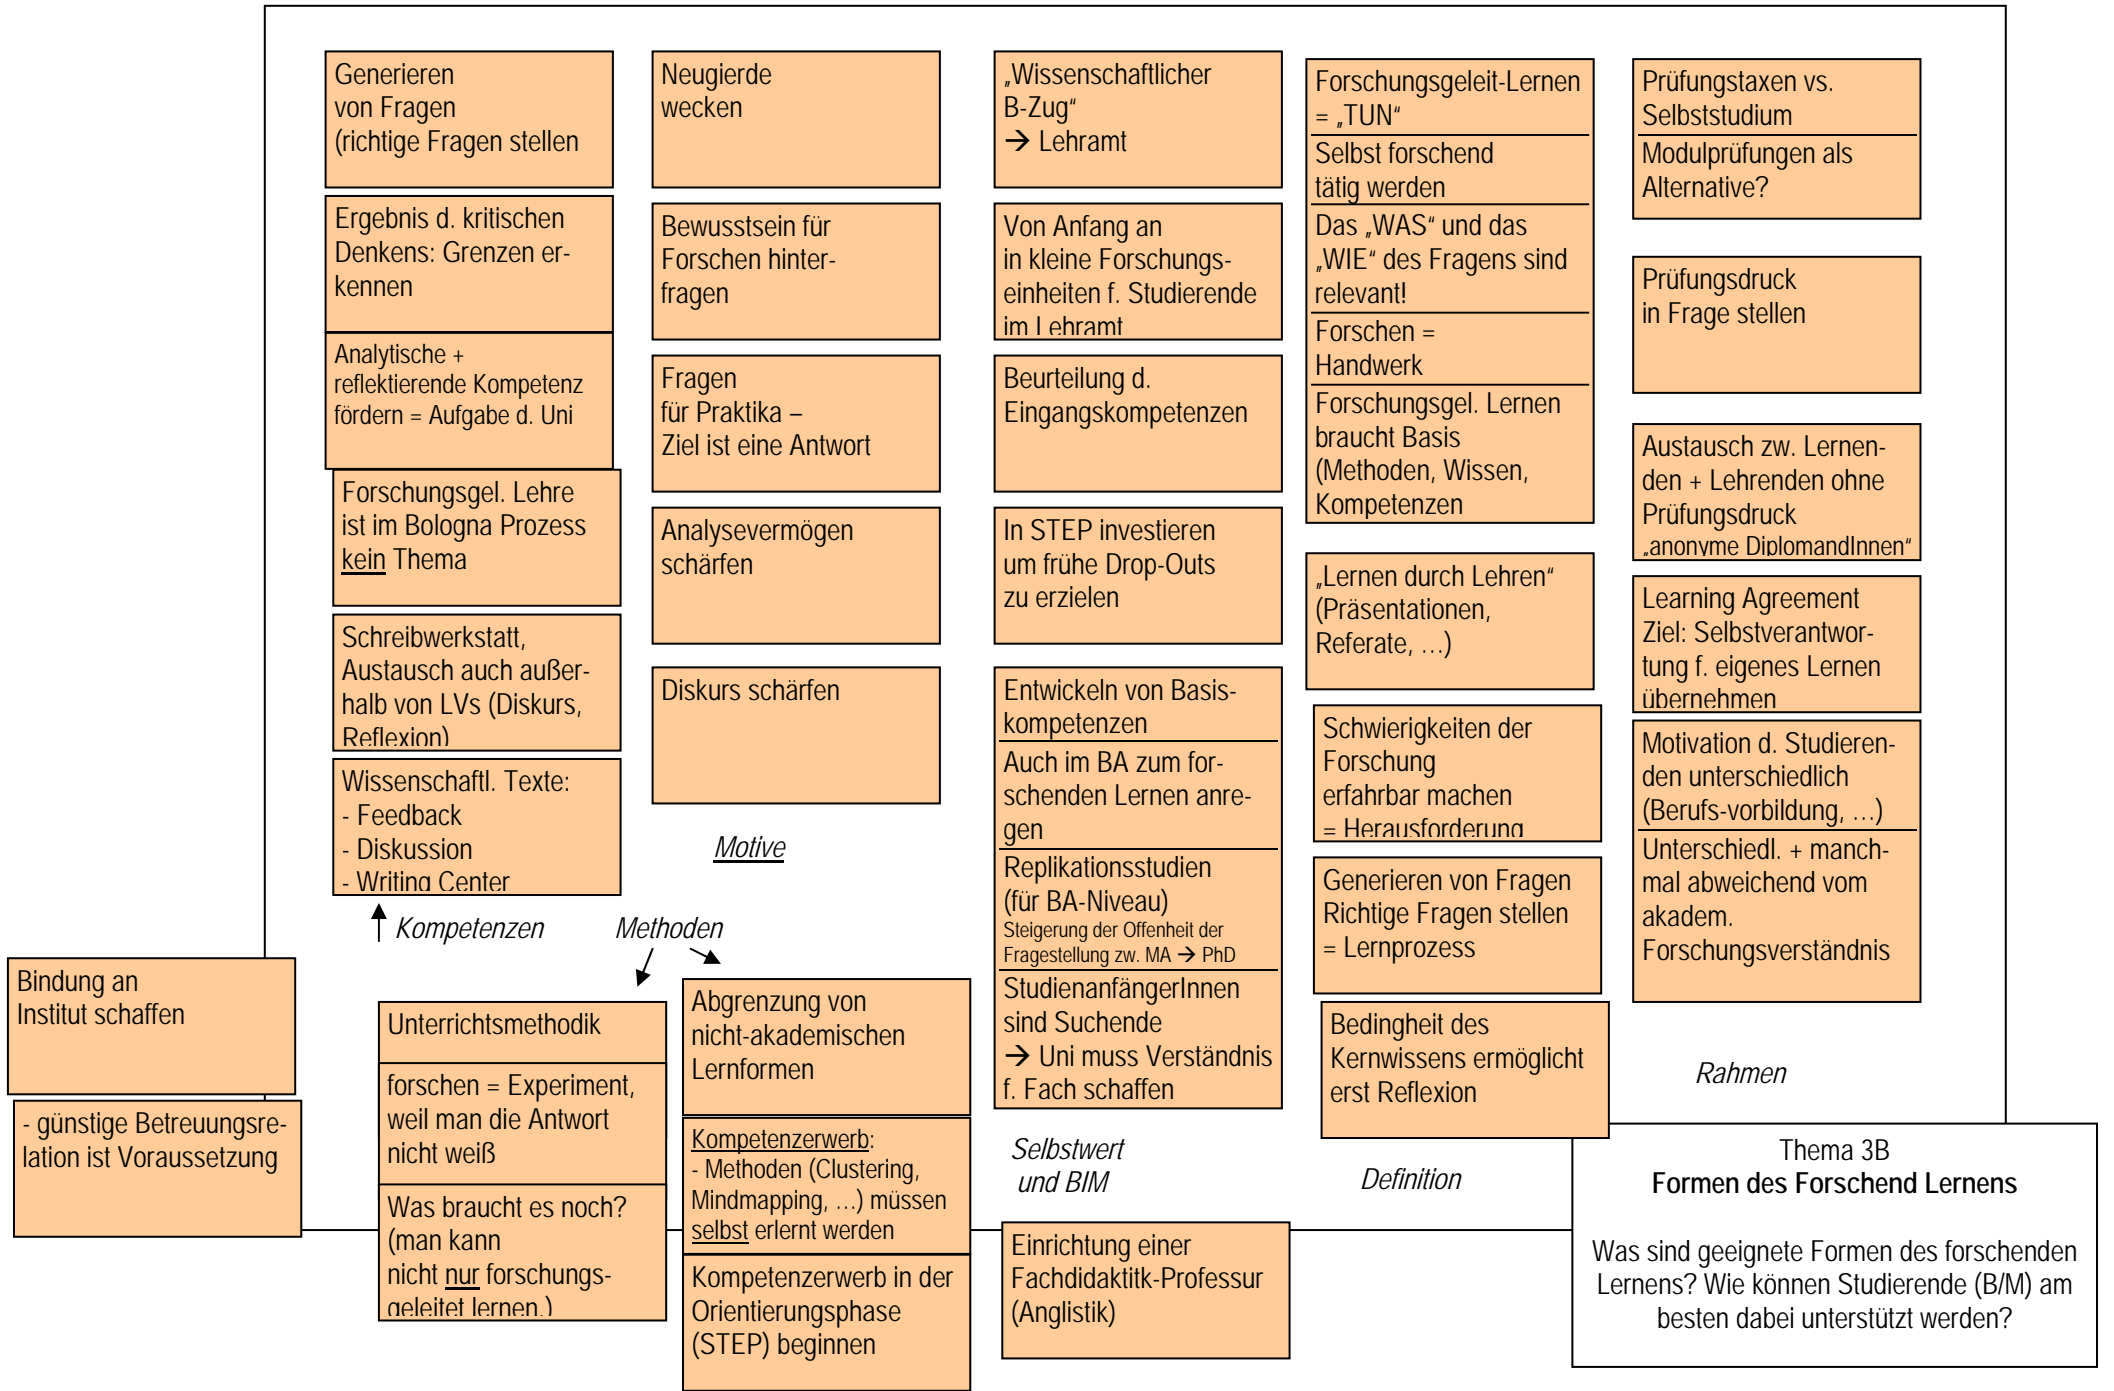 Generieren
von Fragen
(richtige Fragen stellen
Ergebnis d. kritischen
Denkens: Grenzen er-
kennen
Analytische +
reflektierende Kompetenz
fördern = Aufgabe d. Uni
Forschungsgel. Lehre
ist im Bologna Prozess
kein Thema
Schreibwerkstatt,
Austausch auch außer-
halb von LVs (Diskurs,
Reflexion)
Wissenschaftl. Texte:
- Feedback
- Diskussion
- Writing Center
Kompetenzen
Neugierde
wecken
Bewusstsein für
Forschen hinter-
fragen
Fragen
für Praktika –
Ziel ist eine Antwort
Analysevermögen
schärfen
Diskurs schärfen
Motive
Methoden
Bindung an
Institut schaffen
- günstige Betreuungsre-
lation ist Voraussetzung
Unterrichtsmethodik
forschen = Experiment,
weil man die Antwort
nicht weiß
Was braucht es noch?
(man kann
nicht nur forschungs-
geleitet lernen.)
Abgrenzung von
nicht-akademischen
Lernformen
Kompetenzerwerb:
- Methoden (Clustering,
Mindmapping, …) müssen
selbst erlernt werden
Kompetenzerwerb in der
Orientierungsphase
(STEP) beginnen
„Wissenschaftlicher
B-Zug“
→ Lehramt
Von Anfang an
in kleine Forschungs-
einheiten f. Studierende
im Lehramt
Beurteilung d.
Eingangskompetenzen
In STEP investieren
um frühe Drop-Outs
zu erzielen
Entwickeln von Basis-
kompetenzen
Auch im BA zum for-
schenden Lernen anre-
gen
Replikationsstudien
(für BA-Niveau)
Steigerung der Offenheit der
Fragestellung zw. MA → PhD
StudienanfängerInnen
sind Suchende
→ Uni muss Verständnis
f. Fach schaffen
Selbstwert
und BIM
Einrichtung einer
Fachdidaktitk-Professur
(Anglistik)
Forschungsgeleit-Lernen
= „TUN“
Selbst forschend
tätig werden
Das „WAS“ und das
„WIE“ des Fragens sind
relevant!
Forschen =
Handwerk
Forschungsgel. Lernen
braucht Basis
(Methoden, Wissen,
Kompetenzen
„Lernen durch Lehren“
(Präsentationen,
Referate, …)
Schwierigkeiten der
Forschung
erfahrbar machen
= Herausforderung
Generieren von Fragen
Richtige Fragen stellen
= Lernprozess
Bedingheit des
Kernwissens ermöglicht
erst Reflexion
Definition
Prüfungstaxen vs.
Selbststudium
Modulprüfungen als
Alternative?
Prüfungsdruck
in Frage stellen
Austausch zw. Lernen-
den + Lehrenden ohne
Prüfungsdruck
„anonyme DiplomandInnen“
Learning Agreement
Ziel: Selbstverantwor-
tung f. eigenes Lernen
übernehmen
Motivation d. Studieren-
den unterschiedlich
(Berufs-vorbildung, …)
Unterschiedl. + manch-
mal abweichend vom
akadem.
Forschungsverständnis
Rahmen
Thema 3B
Formen des Forschend Lernens
Was sind geeignete Formen des forschenden
Lernens? Wie können Studierende (B/M) am
besten dabei unterstützt werden?